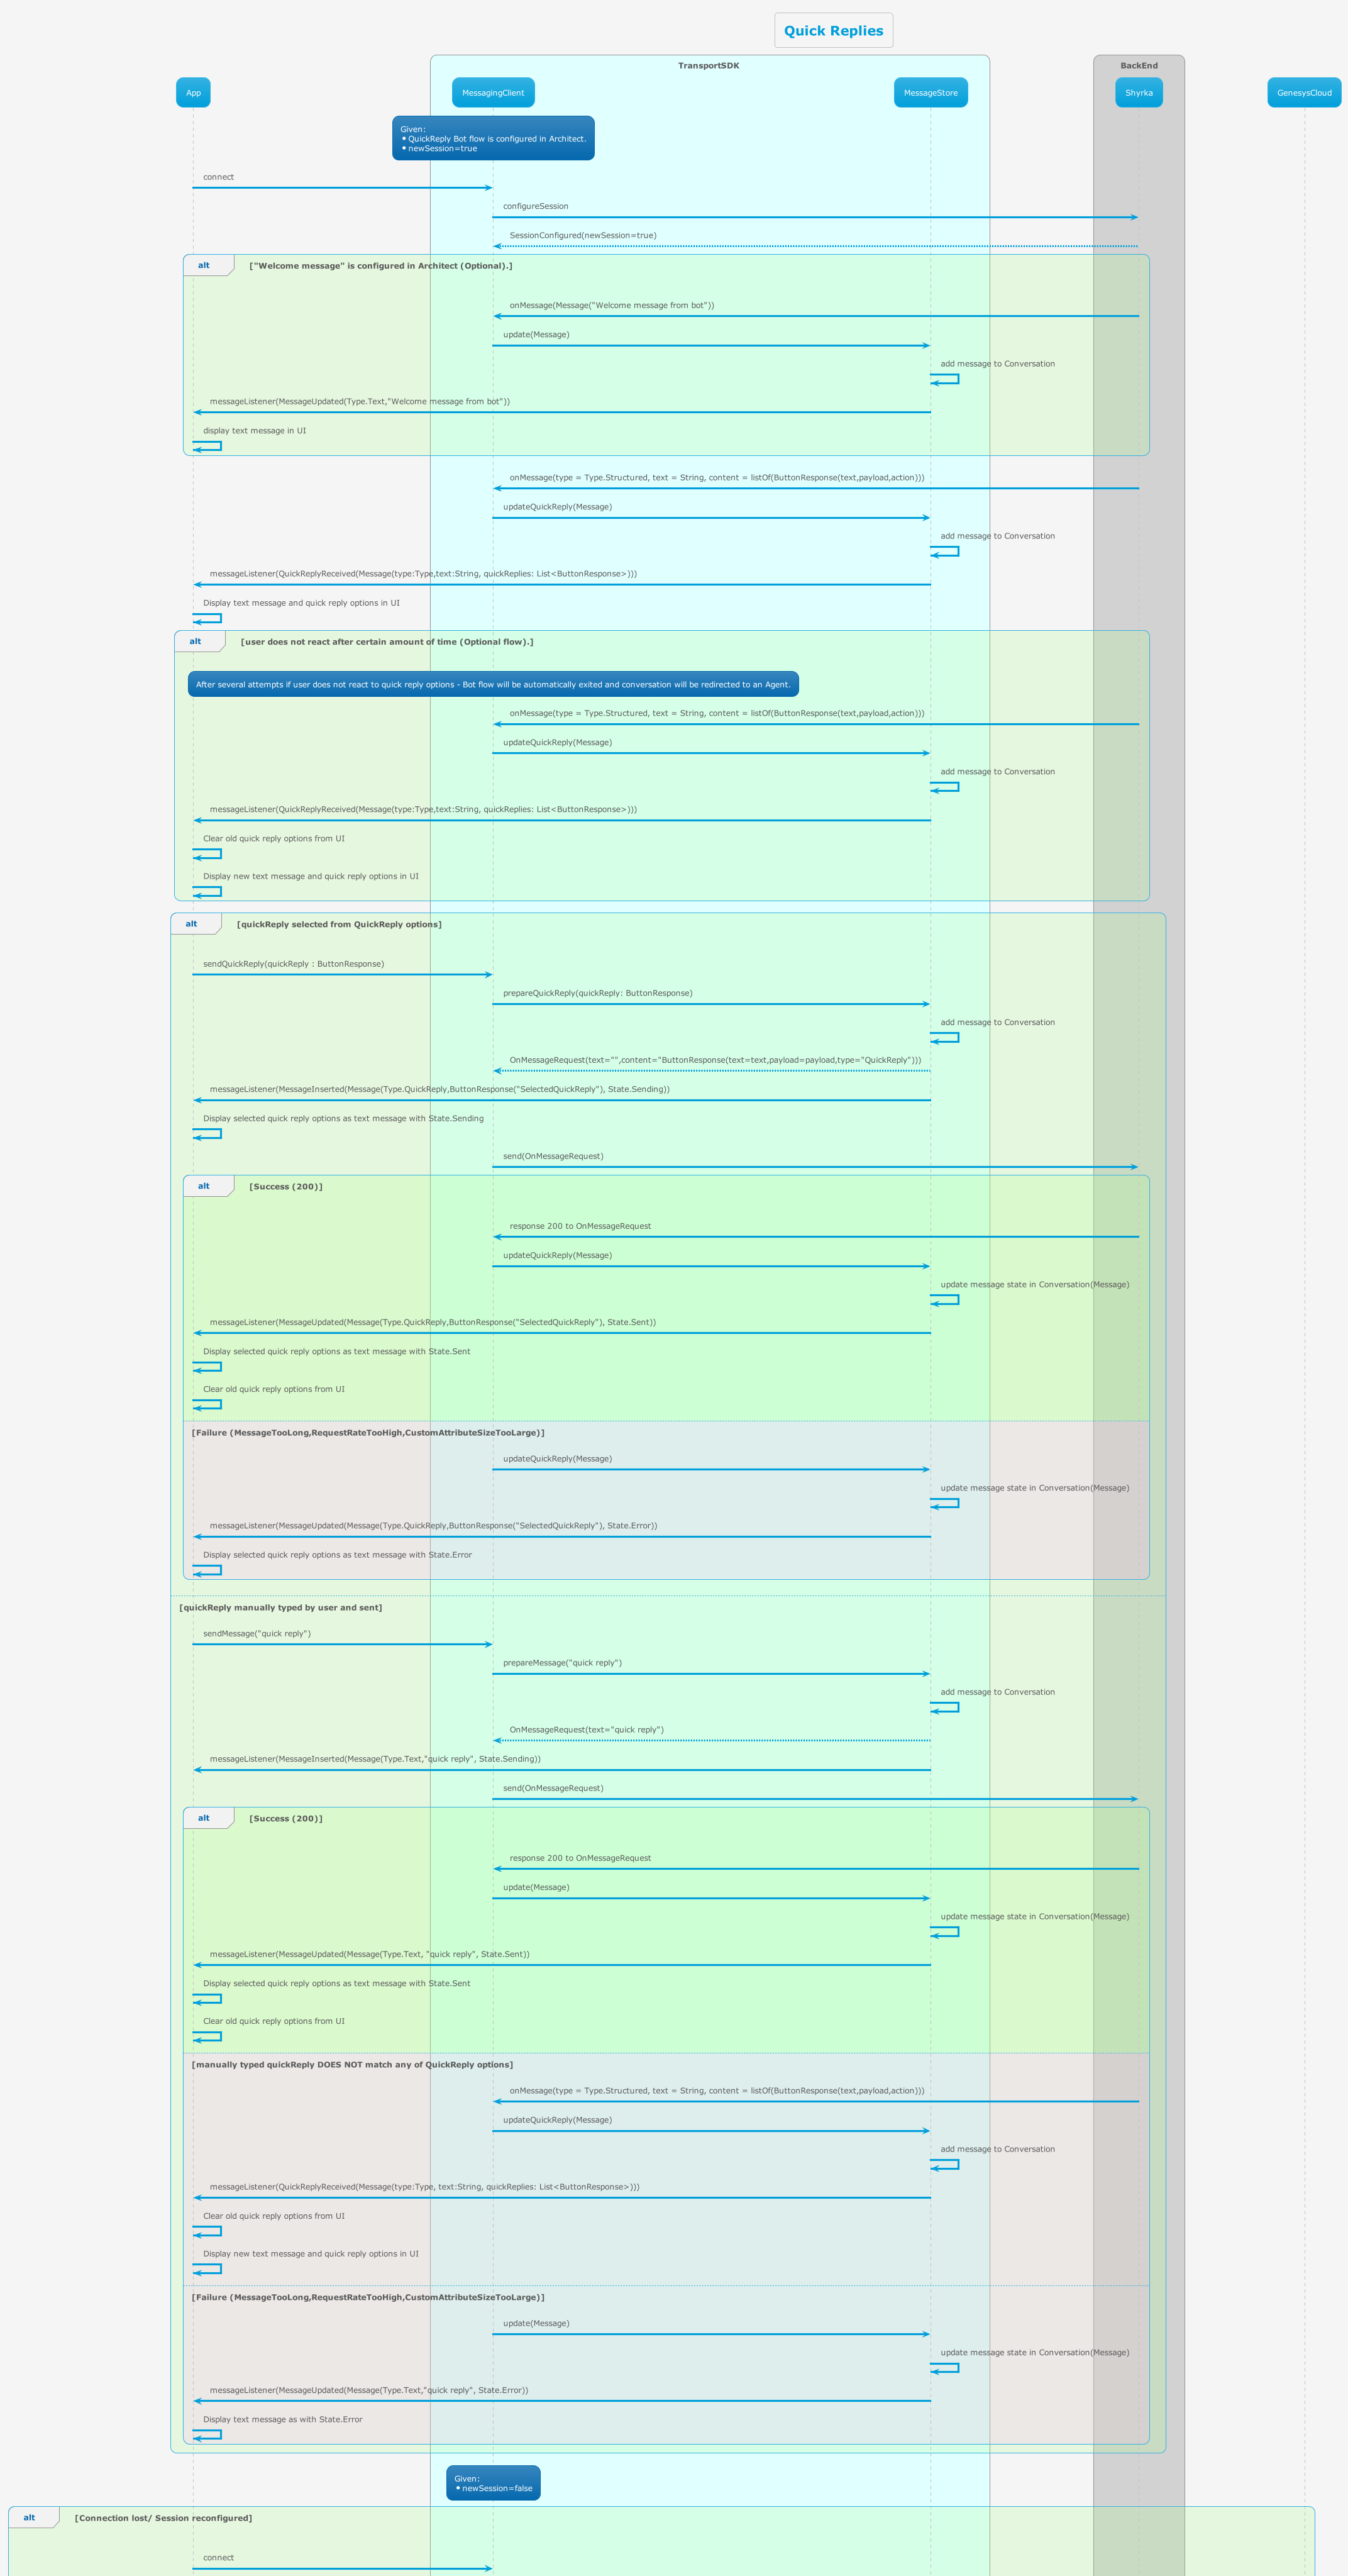 Quick Replies
TransportSDK
BackEnd
App
MessagingClient
MessageStore
Shyrka
GenesysCloud
Given:
• QuickReply Bot flow is configured in Architect.
• newSession=true
connect
configureSession
SessionConfigured(newSession=true)
alt
["Welcome message" is configured in Architect (Optional).]
onMessage(Message("Welcome message from bot"))
update(Message)
add message to Conversation
messageListener(MessageUpdated(Type.Text,"Welcome message from bot"))
display text message in UI
onMessage(type = Type.Structured, text = String, content = listOf(ButtonResponse(text,payload,action)))
updateQuickReply(Message)
add message to Conversation
messageListener(QuickReplyReceived(Message(type:Type,text:String, quickReplies: List<ButtonResponse>)))
Display text message and quick reply options in UI
alt
[user does not react after certain amount of time (Optional flow).]
After several attempts if user does not react to quick reply options - Bot flow will be automatically exited and conversation will be redirected to an Agent.
onMessage(type = Type.Structured, text = String, content = listOf(ButtonResponse(text,payload,action)))
updateQuickReply(Message)
add message to Conversation
messageListener(QuickReplyReceived(Message(type:Type,text:String, quickReplies: List<ButtonResponse>)))
Clear old quick reply options from UI
Display new text message and quick reply options in UI
alt
[quickReply selected from QuickReply options]
sendQuickReply(quickReply : ButtonResponse)
prepareQuickReply(quickReply: ButtonResponse)
add message to Conversation
OnMessageRequest(text="",content="ButtonResponse(text=text,payload=payload,type="QuickReply")))
messageListener(MessageInserted(Message(Type.QuickReply,ButtonResponse("SelectedQuickReply"), State.Sending))
Display selected quick reply options as text message with State.Sending
send(OnMessageRequest)
alt
[Success (200)]
response 200 to OnMessageRequest
updateQuickReply(Message)
update message state in Conversation(Message)
messageListener(MessageUpdated(Message(Type.QuickReply,ButtonResponse("SelectedQuickReply"), State.Sent))
Display selected quick reply options as text message with State.Sent
Clear old quick reply options from UI
[Failure (MessageTooLong,RequestRateTooHigh,CustomAttributeSizeTooLarge)]
updateQuickReply(Message)
update message state in Conversation(Message)
messageListener(MessageUpdated(Message(Type.QuickReply,ButtonResponse("SelectedQuickReply"), State.Error))
Display selected quick reply options as text message with State.Error
[quickReply manually typed by user and sent]
sendMessage("quick reply")
prepareMessage("quick reply")
add message to Conversation
OnMessageRequest(text="quick reply")
messageListener(MessageInserted(Message(Type.Text,"quick reply", State.Sending))
send(OnMessageRequest)
alt
[Success (200)]
response 200 to OnMessageRequest
update(Message)
update message state in Conversation(Message)
messageListener(MessageUpdated(Message(Type.Text, "quick reply", State.Sent))
Display selected quick reply options as text message with State.Sent
Clear old quick reply options from UI
[manually typed quickReply DOES NOT match any of QuickReply options]
onMessage(type = Type.Structured, text = String, content = listOf(ButtonResponse(text,payload,action)))
updateQuickReply(Message)
add message to Conversation
messageListener(QuickReplyReceived(Message(type:Type, text:String, quickReplies: List<ButtonResponse>)))
Clear old quick reply options from UI
Display new text message and quick reply options in UI
[Failure (MessageTooLong,RequestRateTooHigh,CustomAttributeSizeTooLarge)]
update(Message)
update message state in Conversation(Message)
messageListener(MessageUpdated(Message(Type.Text,"quick reply", State.Error))
Display text message as with State.Error
Given:
• newSession=false
alt
[Connection lost/ Session reconfigured]
connect